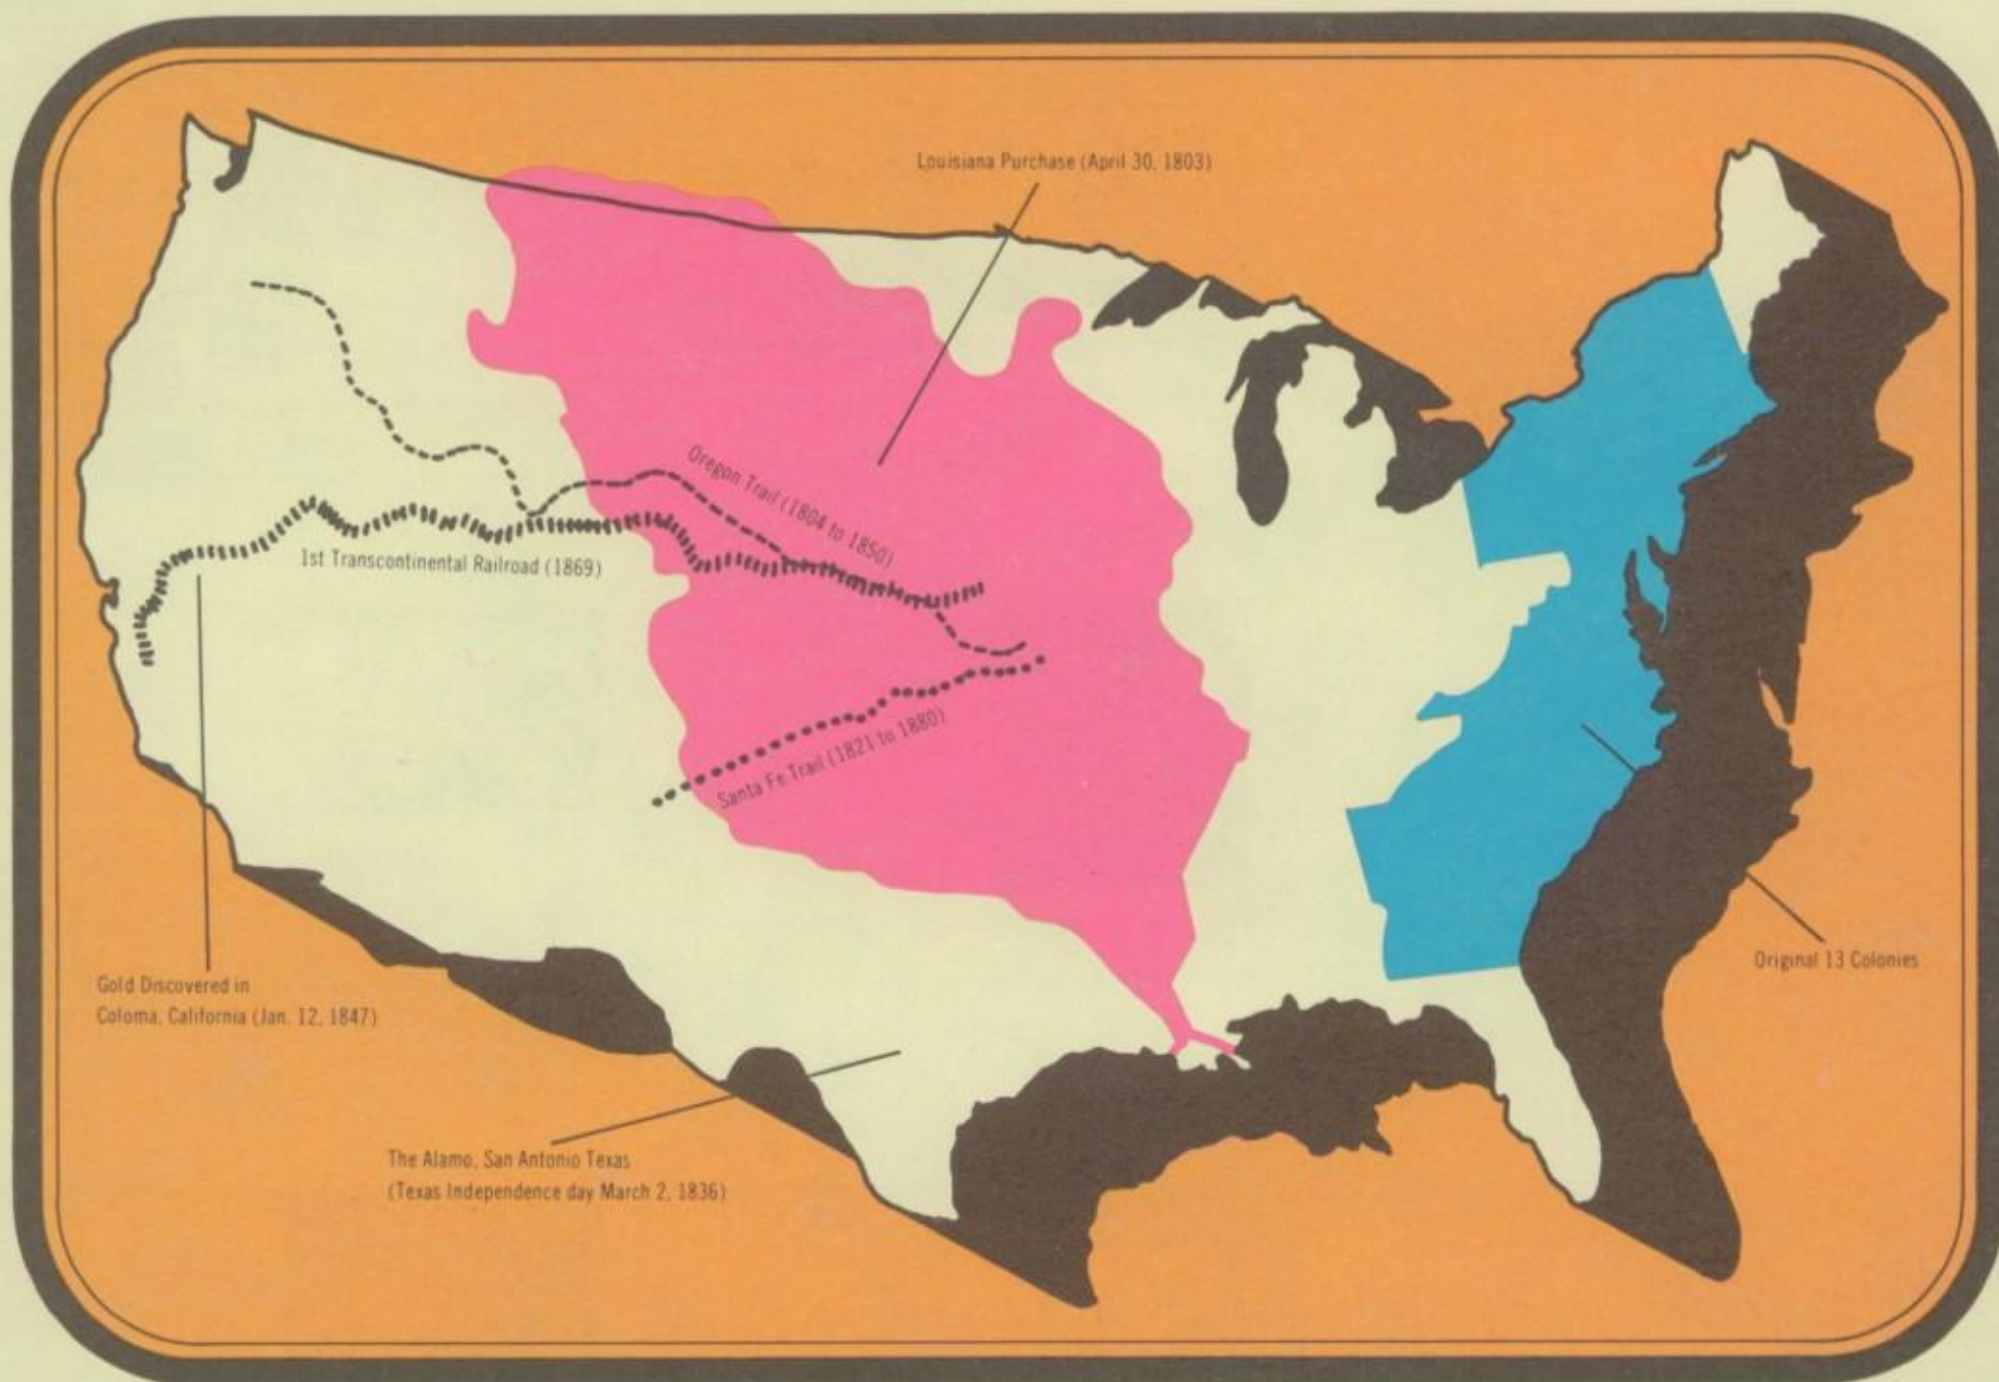 Louisiana Purchase (April 30, 1803)
Oregon Trail (1804 to 1850)
1st Transcontinental Railroad (1869)
Santa Fe Trail (1821 to 1880)
Original 13 Colonies
Gold Discovered in
Coloma, California (Jan. 12, 1847)
The Alamo, San Antonio Texas
(Texas Independence day March 2, 1836)